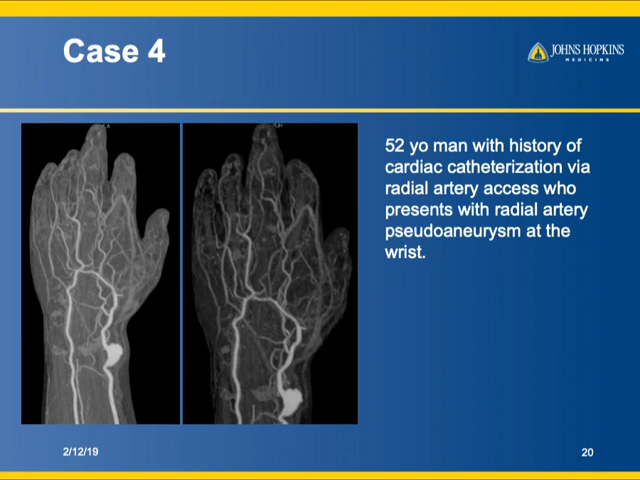 Case 4
JOHNS HOPKINS
MEDICINE
52 yo man with history of
cardiac catheterization via
radial artery access who
presents with radial artery
pseudoaneurysm at the
wrist.
2/12/19
20